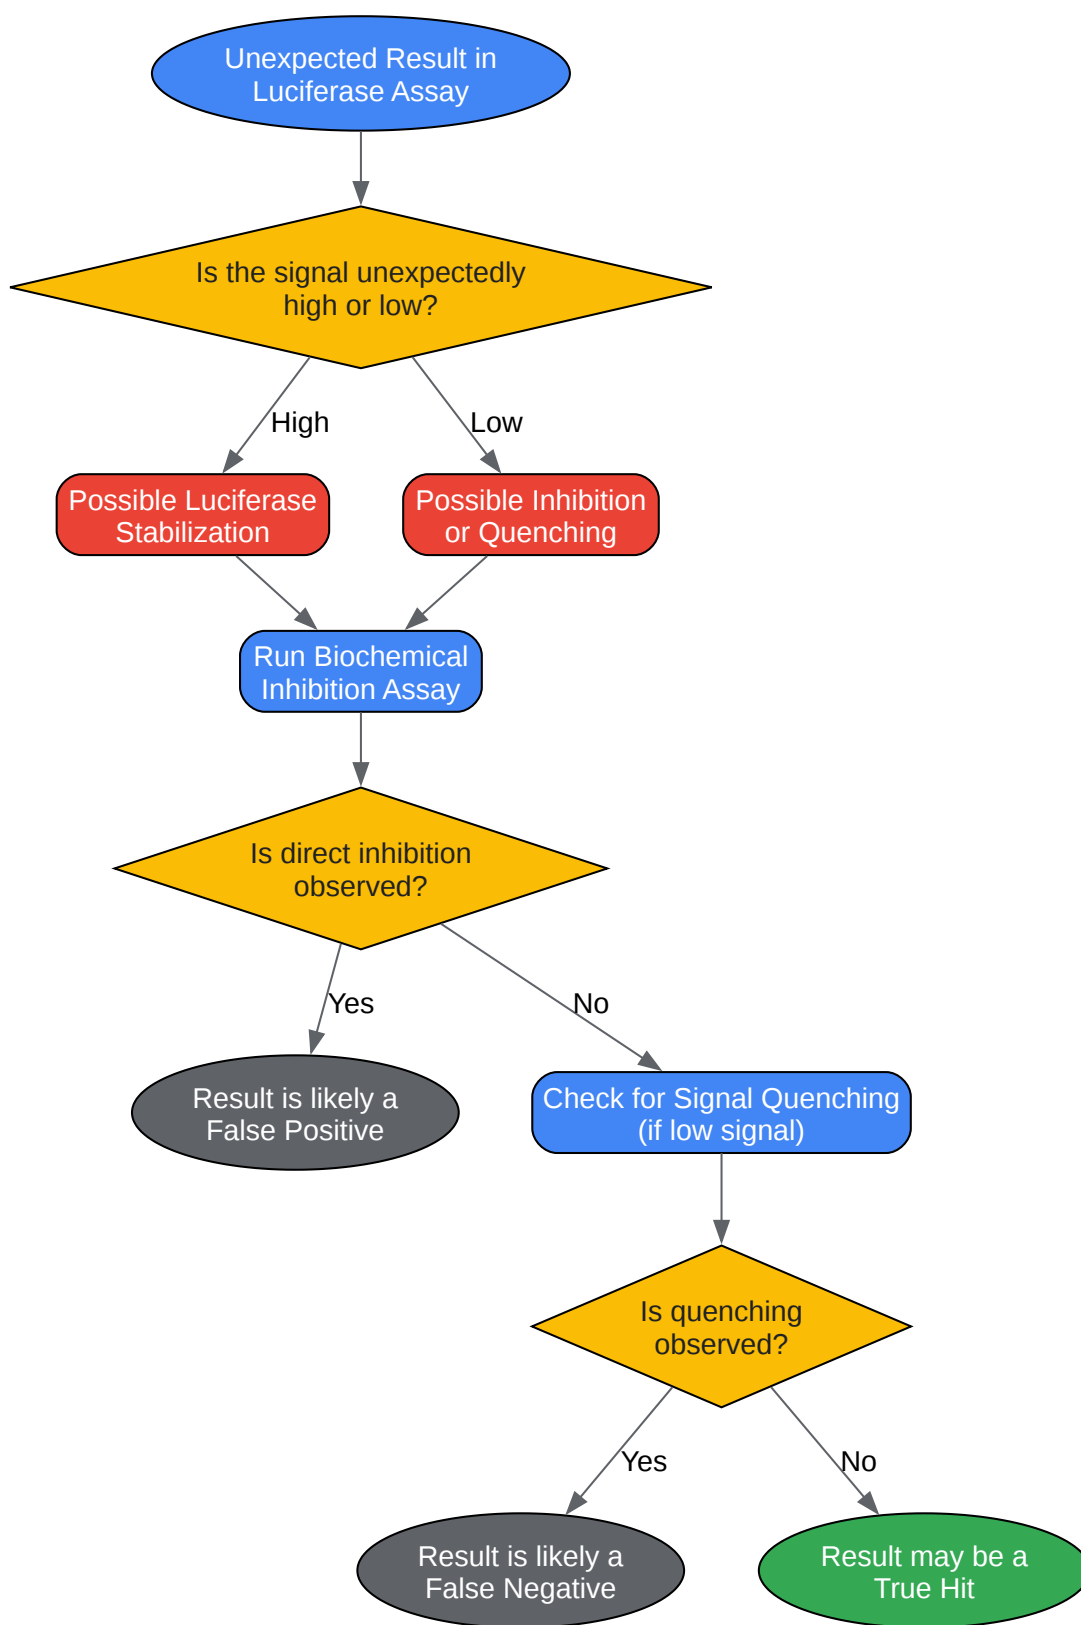 Unexpected Result in
Luciferase Assay
Is the signal unexpectedly
high or low?
High
Low
Possible Luciferase
Stabilization
Possible Inhibition
or Quenching
Run Biochemical
Inhibition Assay
Is direct inhibition
observed?
Yes
No
Result is likely a
False Positive
Check for Signal Quenching
(if low signal)
Is quenching
observed?
Yes
No
Result is likely a
False Negative
Result may be a
True Hit